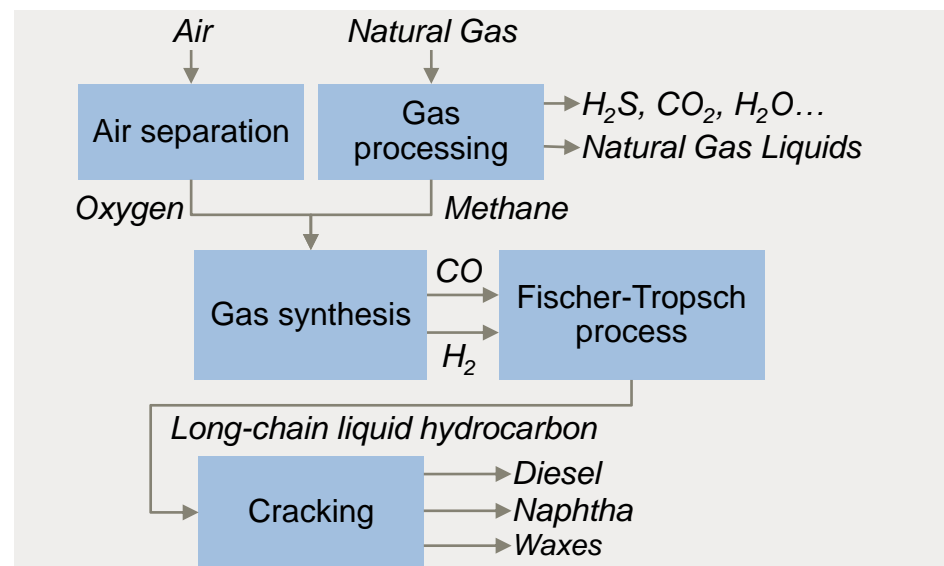 Air
Natural Gas
Air separation
Gas
processing
H₂S, CO₂, H₂O…
Natural Gas Liquids
Oxygen
Methane
Gas synthesis
CO
H₂
Fischer-Tropsch
process
Long-chain liquid hydrocarbon
Cracking
Diesel
Naphtha
Waxes